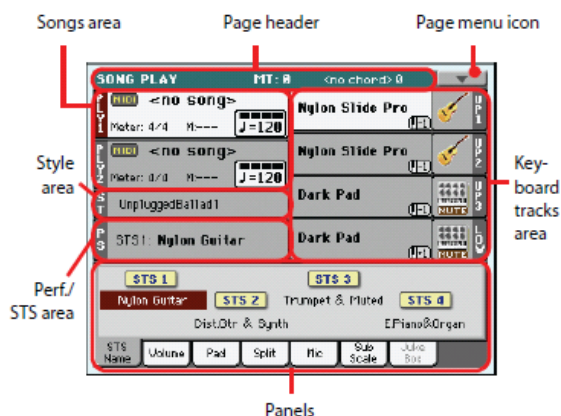 Songs area
Page header
Page menu icon
SONG PLAY MT: 0 <no chord> 0
PLY1
MIDI <no song>
Meter: 4/4 M:--- ♩=120
PLY2
MIDI <no song>
Meter: 4/4 M:--- ♩=120
ST
UnpluggedBallad1
PS
STS1: Nylon Guitar
Nylon Slide Pro
UP1
Nylon Slide Pro
UP2
Dark Pad
MUTE
UP3
Dark Pad
MUTE
LOW
Style
area
Perf./
STS area
Key-
board
tracks
area
STS 1 STS 3
Nylon Guitar STS 2 Trumpet & Muted STS 4
Dist.Gtr & Synth E.Piano&Organ
STS
Name
Volume
Pad
Split
Mic
Sub
Scale
Juke
Box
Panels